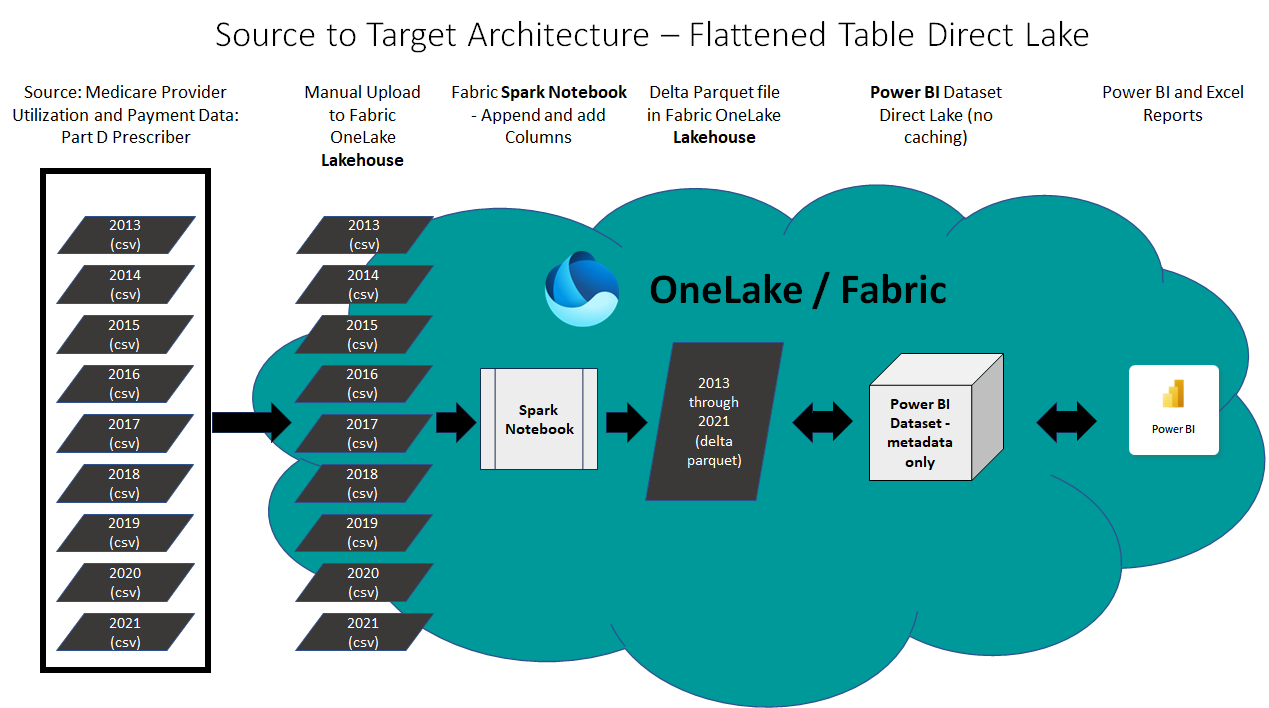 Source to Target Architecture – Flattened Table Direct Lake
Source: Medicare Provider
Utilization and Payment Data:
Part D Prescriber
Manual Upload
to Fabric
OneLake
Lakehouse
Fabric Spark Notebook
- Append and add
Columns
Delta Parquet file
in Fabric OneLake
Lakehouse
Power BI Dataset
Direct Lake (no
caching)
Power BI and Excel
Reports
2013
(csv)
2014
(csv)
2015
(csv)
2016
(csv)
2017
(csv)
2018
(csv)
2019
(csv)
2020
(csv)
2021
(csv)
2013
(csv)
2014
(csv)
2015
(csv)
2016
(csv)
2017
(csv)
2018
(csv)
2019
(csv)
2020
(csv)
2021
(csv)
OneLake / Fabric
Spark
Notebook
2013
through
2021
(delta
parquet)
Power BI
Dataset -
metadata
only
Power BI